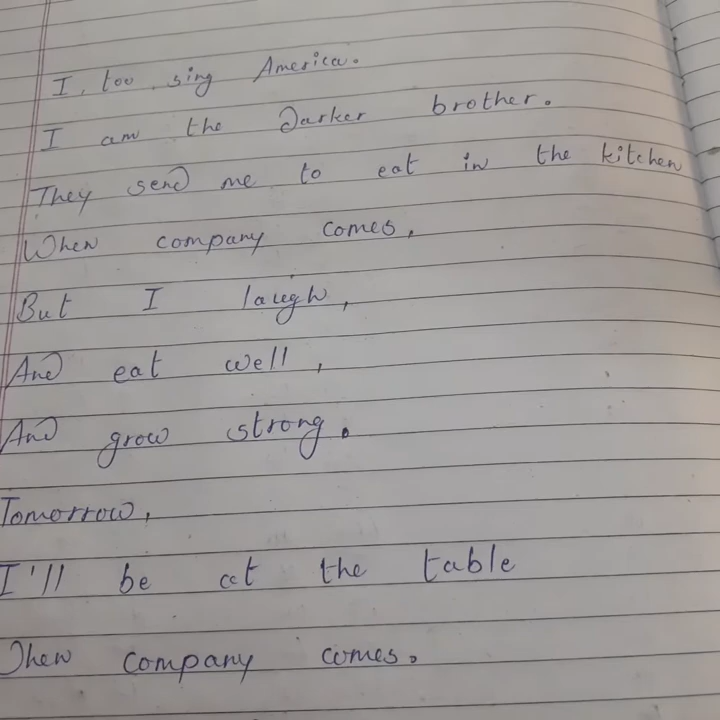 I, too, sing America.
I am the darker brother.
They send me to eat in the kitchen
When company comes,
But I laugh,
And eat well,
And grow strong.
Tomorrow,
I'll be at the table
When company comes.